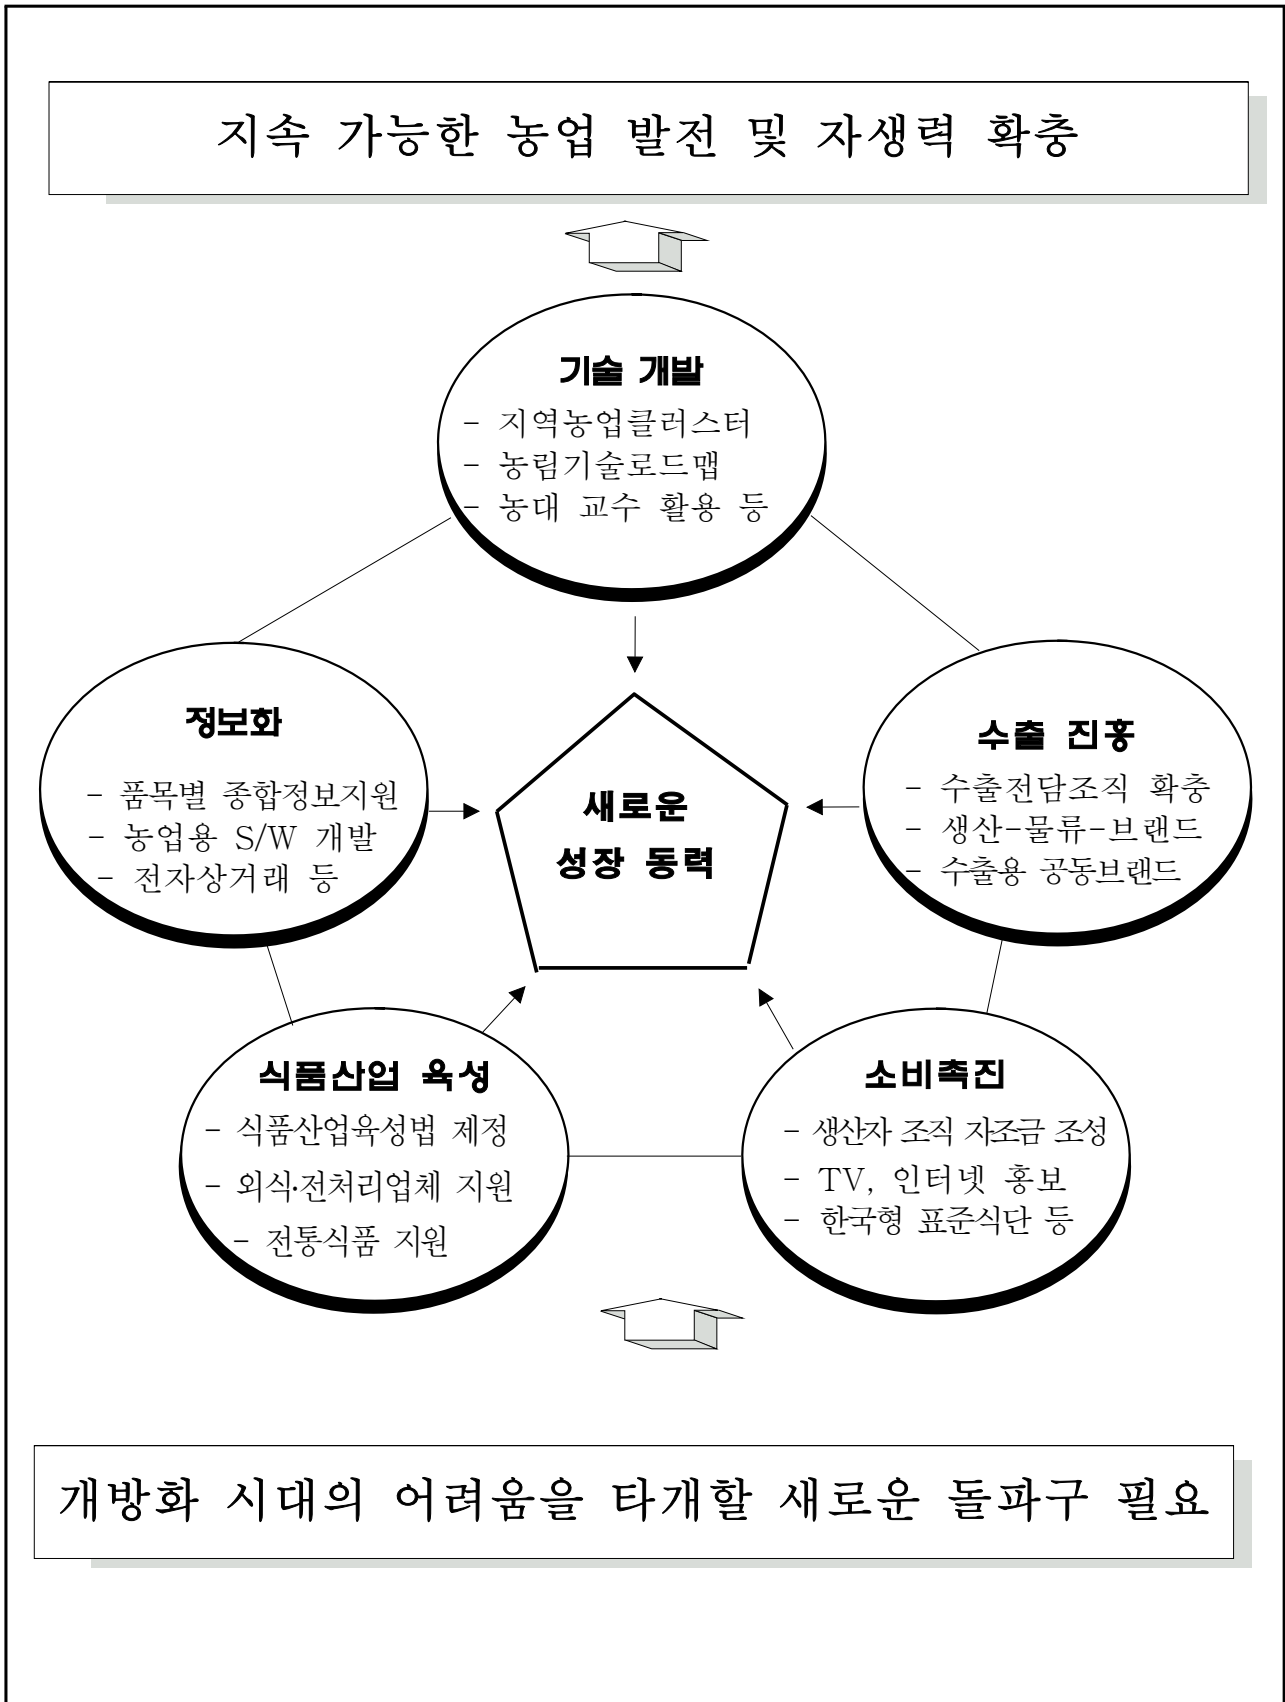 지속 가능한 농업 발전 및 자생력 확충
기술 개발
- 지역농업클러스터
- 농림기술로드맵
- 농대 교수 활용 등
정보화
- 품목별 종합정보지원
- 농업용 S/W 개발
- 전자상거래 등
새로운
성장 동력
수출 진흥
- 수출전담조직 확충
- 생산-물류-브랜드
- 수출용 공동브랜드
식품산업 육성
- 식품산업육성법 제정
- 외식·전처리업체 지원
- 전통식품 지원
소비촉진
- 생산자 조직 자조금 조성
- TV, 인터넷 홍보
- 한국형 표준식단 등
개방화 시대의 어려움을 타개할 새로운 돌파구 필요